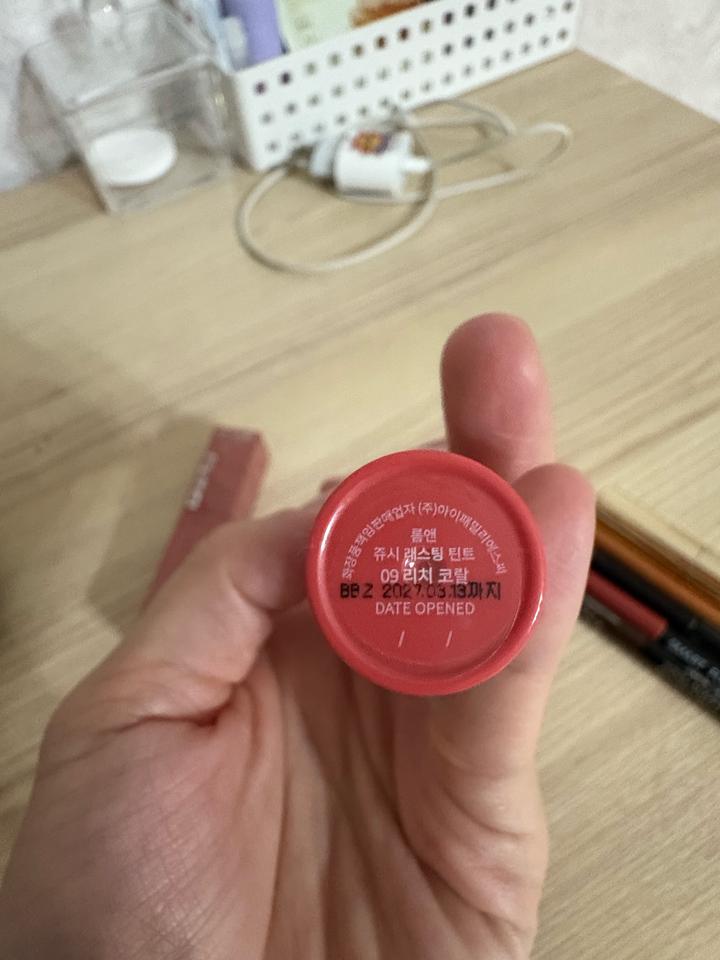 화장품책임판매업자 (주)아이패밀리에스씨
롬앤
쥬시 래스팅 틴트
09 리치 코랄
BBZ 2027.03.13까지
DATE OPENED
/ /